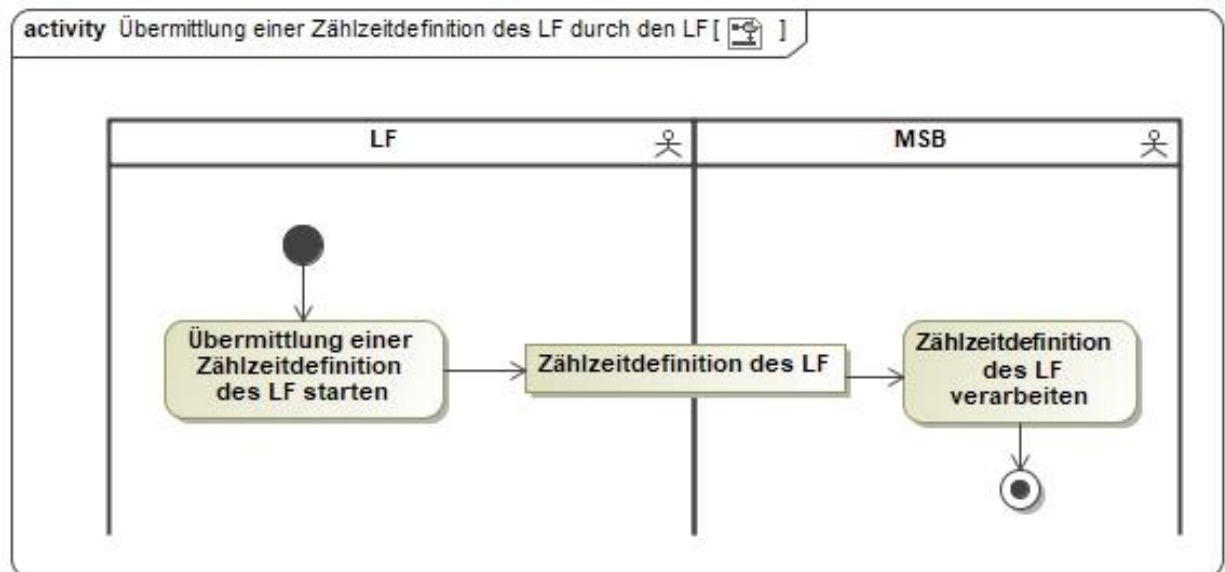 activity Übermittlung einer Zählzeitdefinition des LF durch den LF [ ]
LF
MSB
Übermittlung einer
Zählzeitdefinition
des LF starten
Zählzeitdefinition des LF
Zählzeitdefinition
des LF
verarbeiten